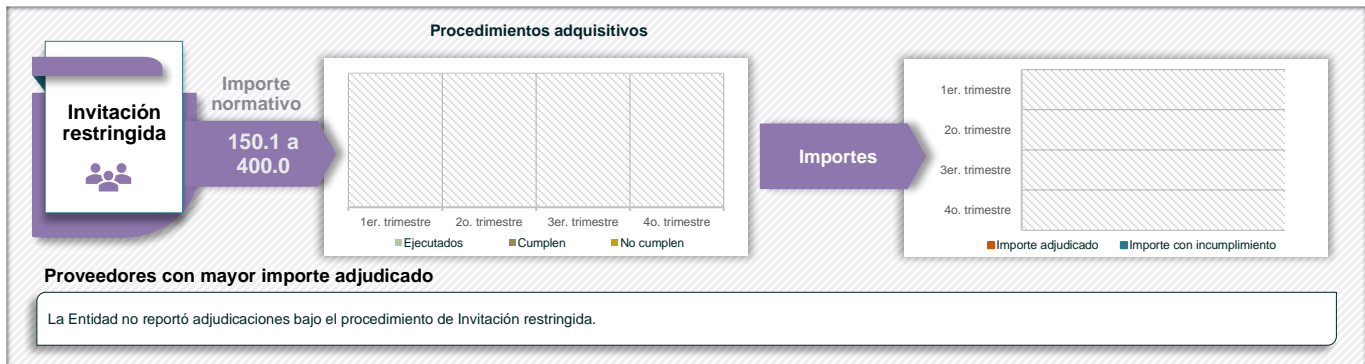 Procedimientos adquisitivos
Invitación
restringida
Importe
normativo
150.1 a
400.0
1er. trimestre 2o. trimestre 3er. trimestre 4o. trimestre
Ejecutados Cumplen No cumplen
Importes
1er. trimestre
2o. trimestre
3er. trimestre
4o. trimestre
Importe adjudicado Importe con incumplimiento
Proveedores con mayor importe adjudicado
La Entidad no reportó adjudicaciones bajo el procedimiento de Invitación restringida.